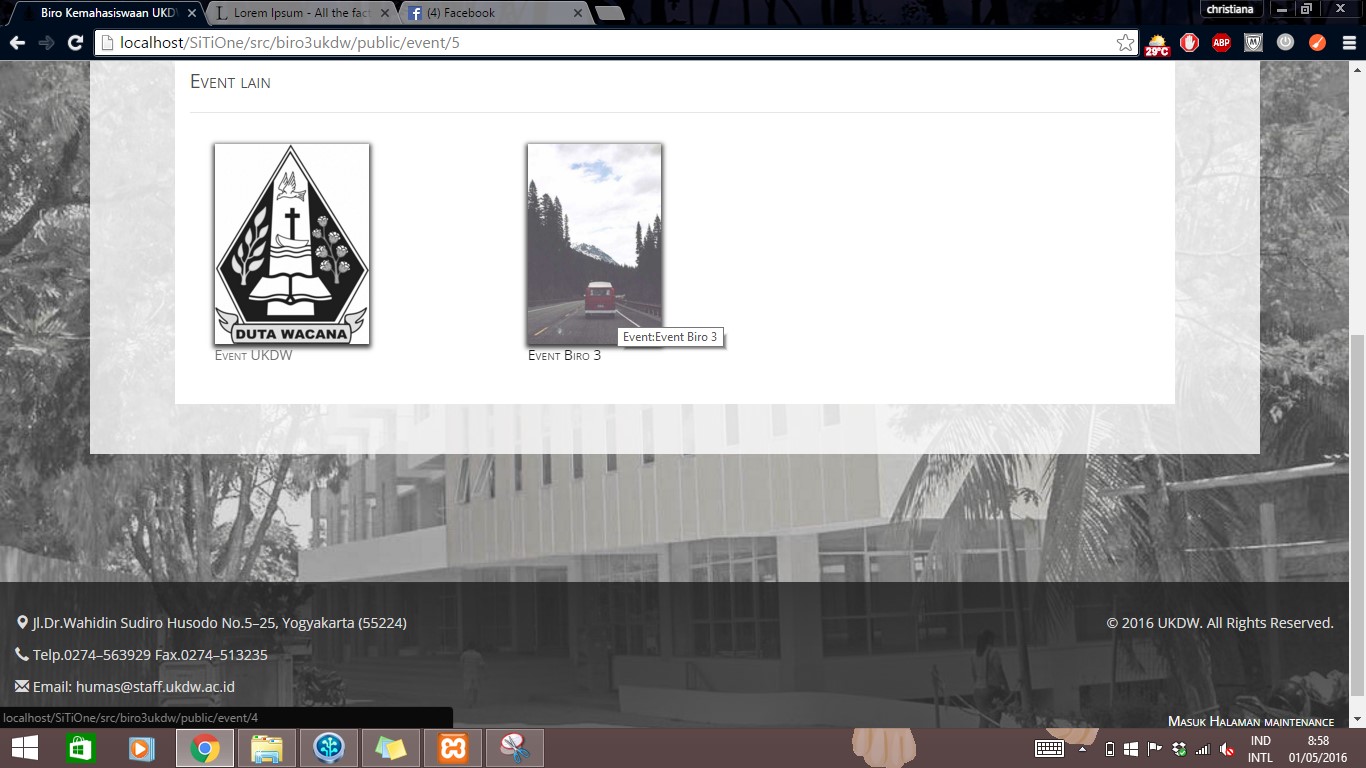 Biro Kemahasiswaan UKDW
Lorem Ipsum - All the fact
(4) Facebook
christiana
localhost/SiTiOne/src/biro3ukdw/public/event/5
29°C
ABP
Event lain
DUTA WACANA
Event UKDW
Event:Event Biro 3
Event Biro 3
Jl.Dr.Wahidin Sudiro Husodo No.5–25, Yogyakarta (55224)
© 2016 UKDW. All Rights Reserved.
Telp.0274–563929 Fax.0274–513235
Email: humas@staff.ukdw.ac.id
localhost/SiTiOne/src/biro3ukdw/public/event/4
Masuk Halaman maintenance
IND
INTL
8:58
01/05/2016